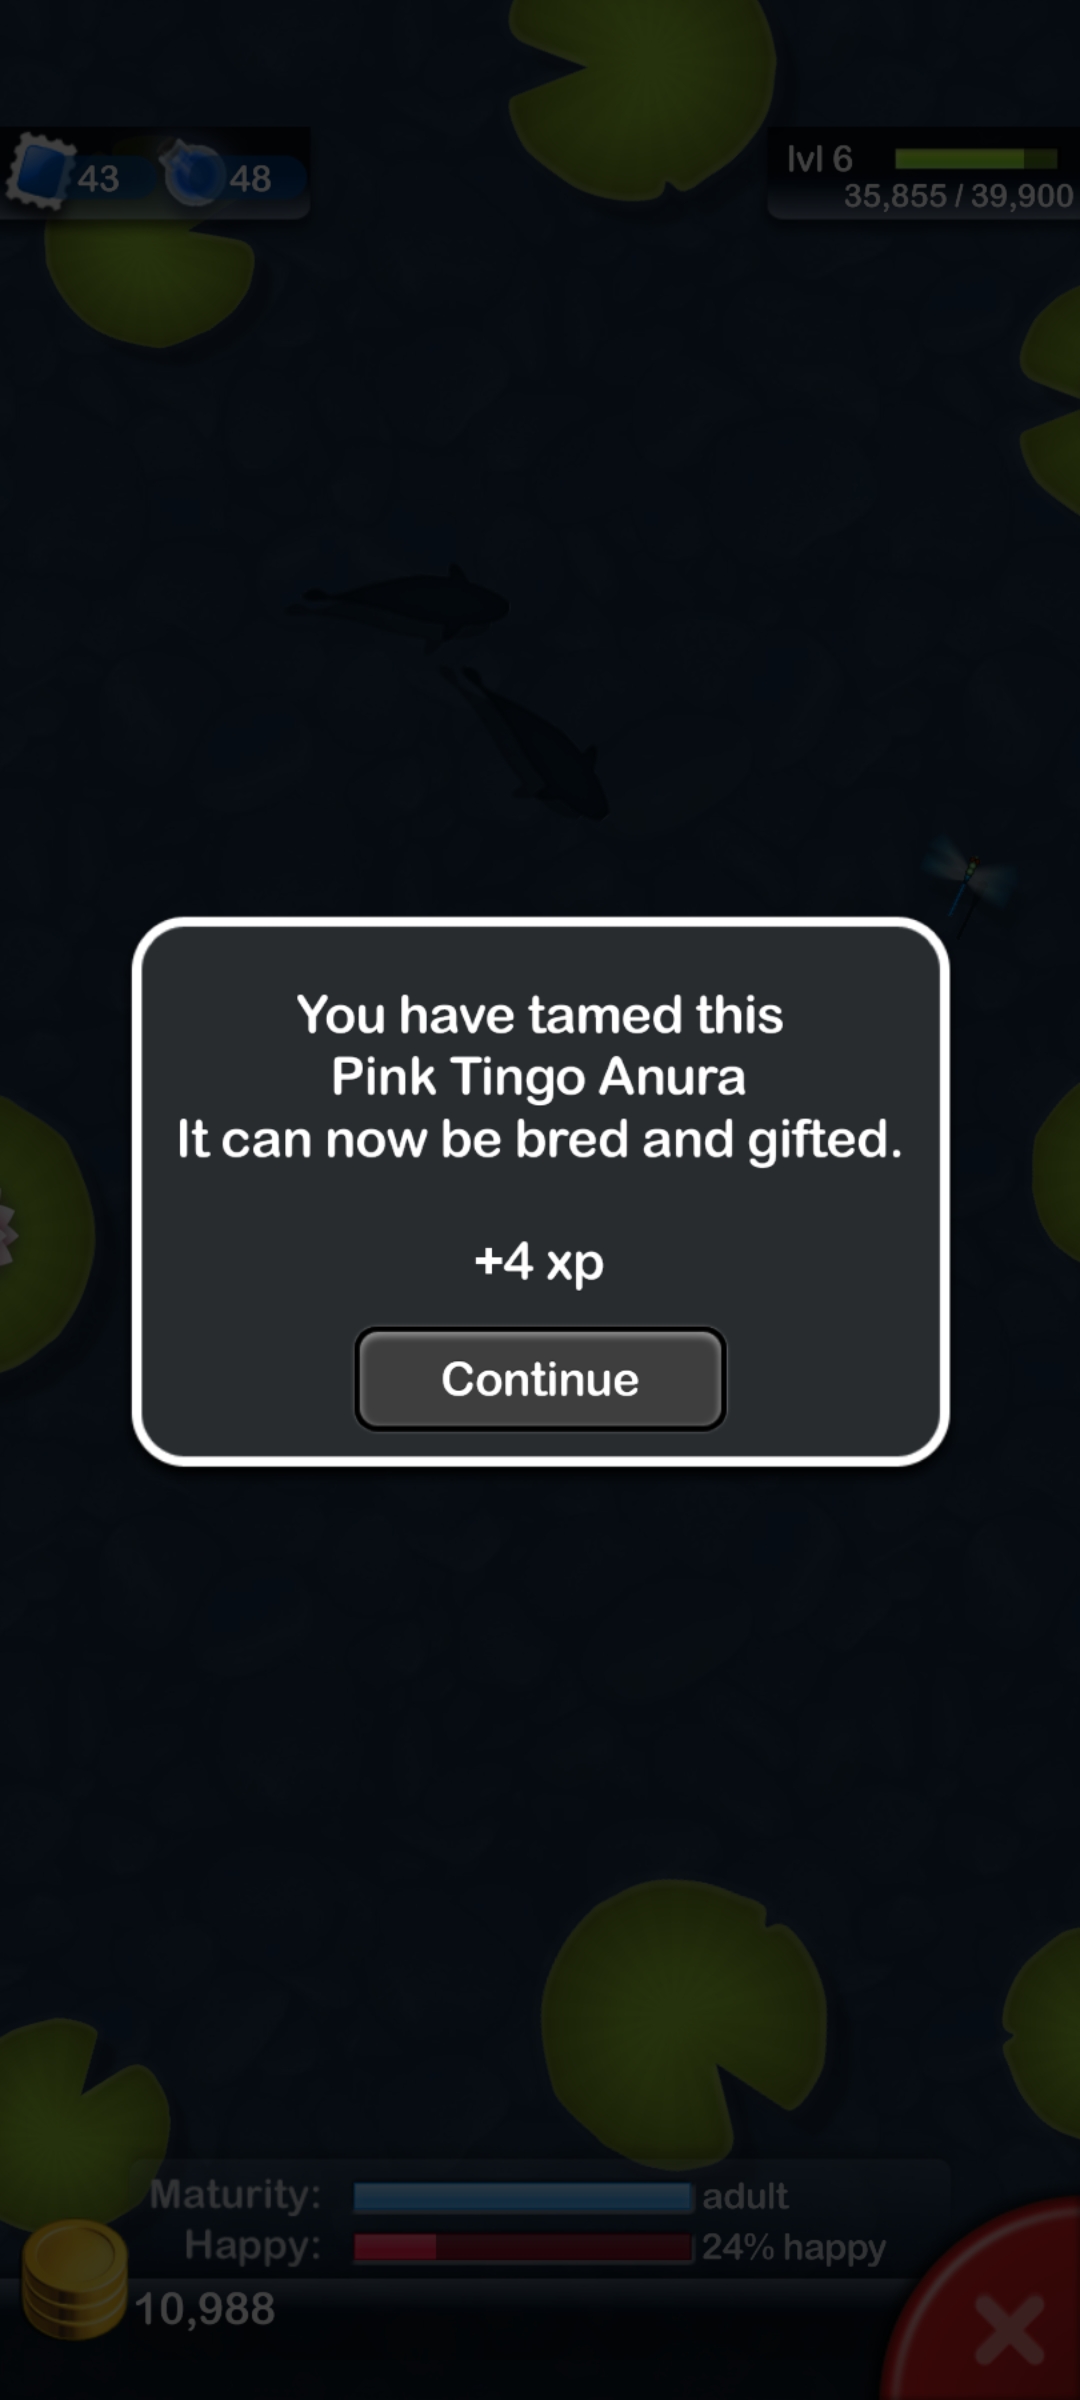 43
48
lvl 6
35,855 / 39,900
You have tamed this
Pink Tingo Anura
It can now be bred and gifted.
+4 xp
Continue
Maturity: adult
Happy: 24% happy
10,988